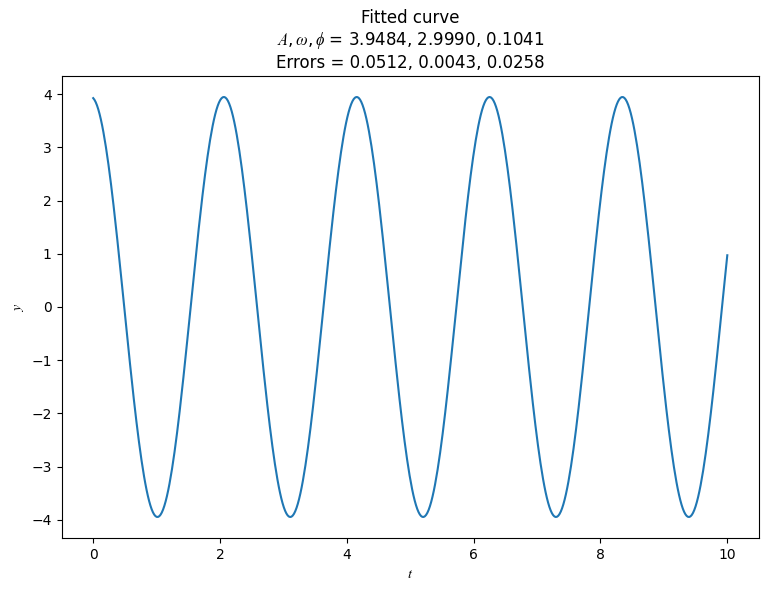 Fitted curve
A, ω, ϕ = 3.9484, 2.9990, 0.1041
Errors = 0.0512, 0.0043, 0.0258
4
3
2
1
0
−1
−2
−3
−4
y
0 2 4 6 8 10
t